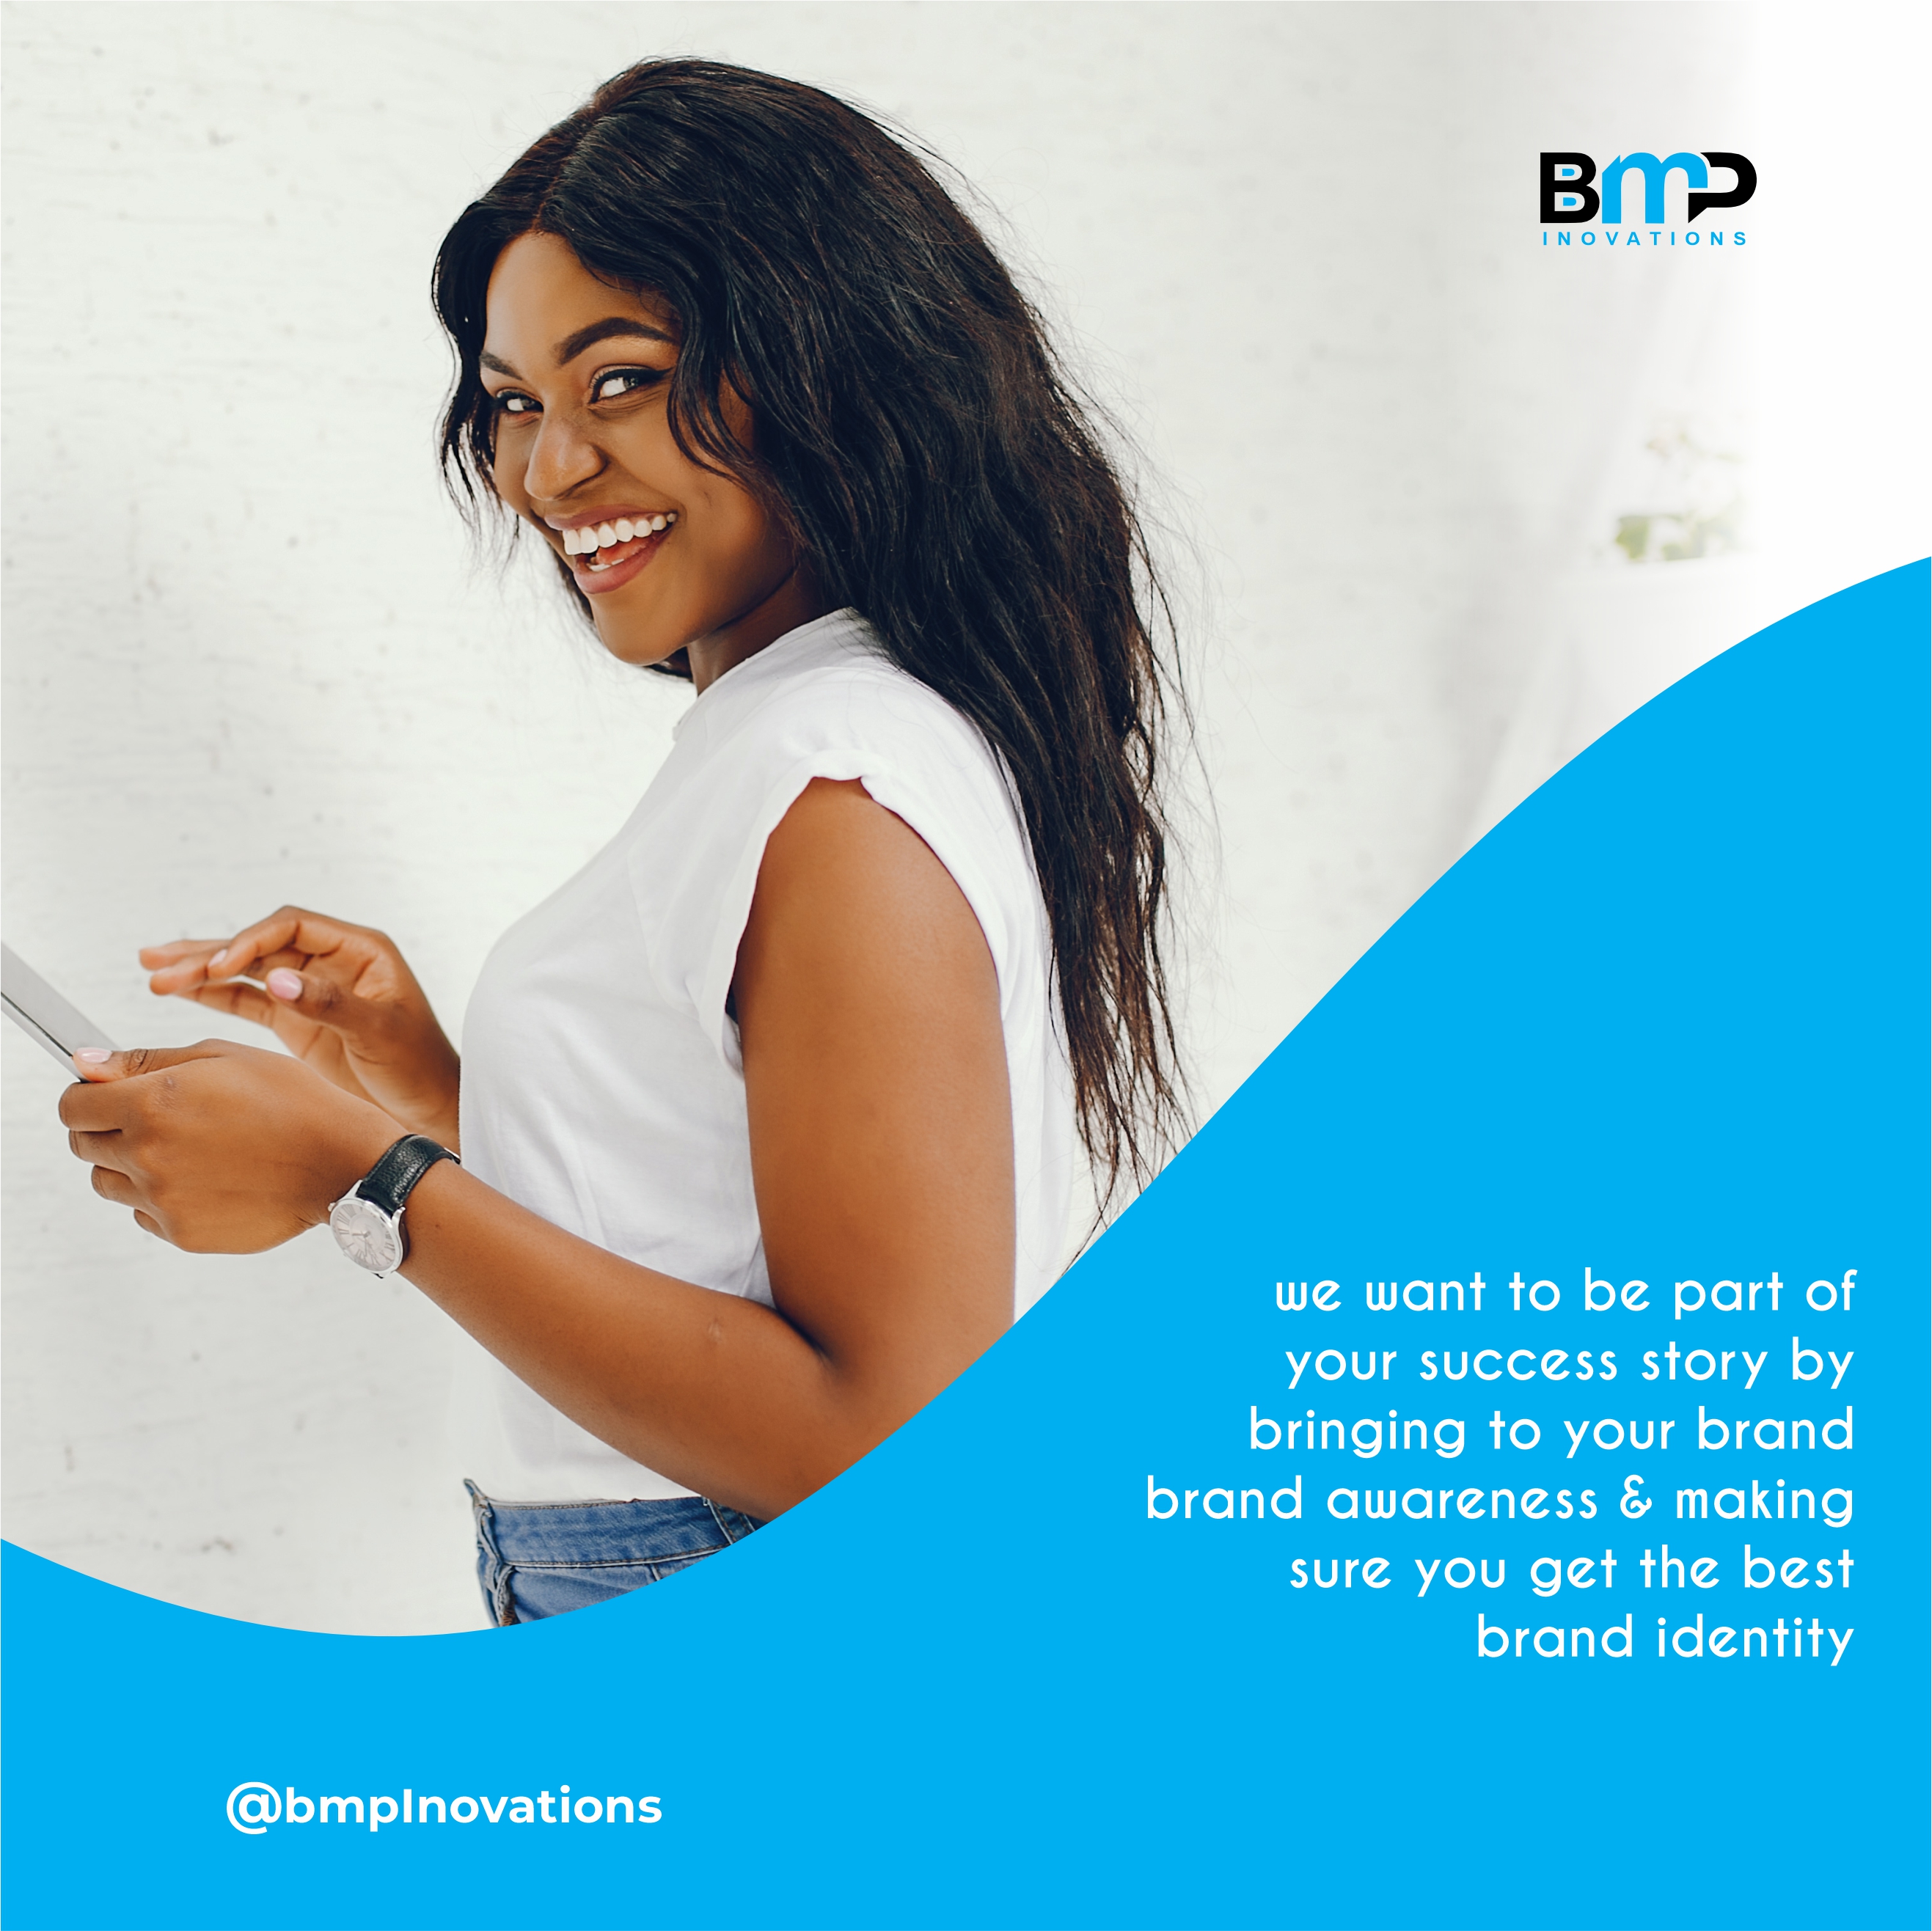 BmP
INOVATIONS
we want to be part of
your success story by
bringing to your brand
brand awareness & making
sure you get the best
brand identity
@bmpInovations